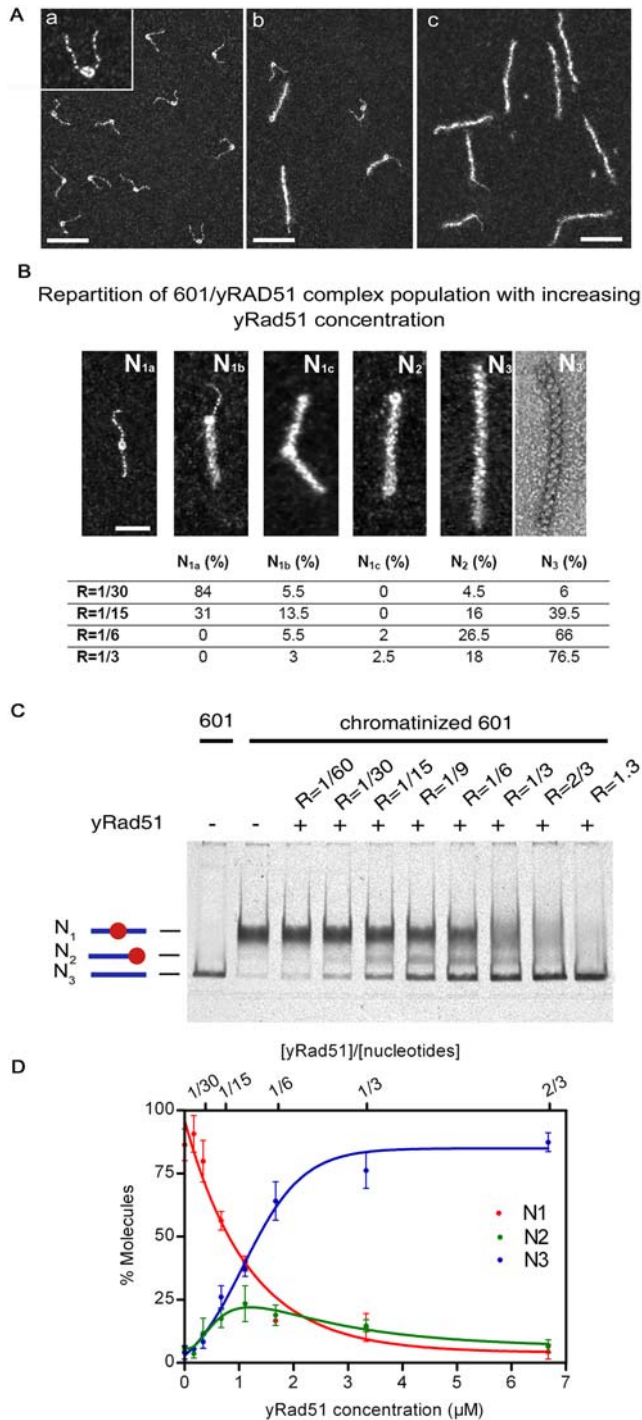 A
a
b
c
B
Repartition of 601/yRAD51 complex population with increasing
yRad51 concentration
N1a
N1b
N1c
N2
N3
N3
N1a (%) N1b (%) N1c (%) N2 (%) N3 (%)
R=1/30 84 5.5 0 4.5 6
R=1/15 31 13.5 0 16 39.5
R=1/6 0 5.5 2 26.5 66
R=1/3 0 3 2.5 18 76.5
C
601 chromatinized 601
R=1/60 R=1/30 R=1/15 R=1/9 R=1/6 R=1/3 R=2/3 R=1.3
yRad51 - - + + + + + + + +
N1
N2
N3
[yRad51]/[nucleotides]
D
1/30 1/15 1/6 1/3 2/3
100
75
50
25
0
% Molecules
N1
N2
N3
0 1 2 3 4 5 6 7
yRad51 concentration (µM)